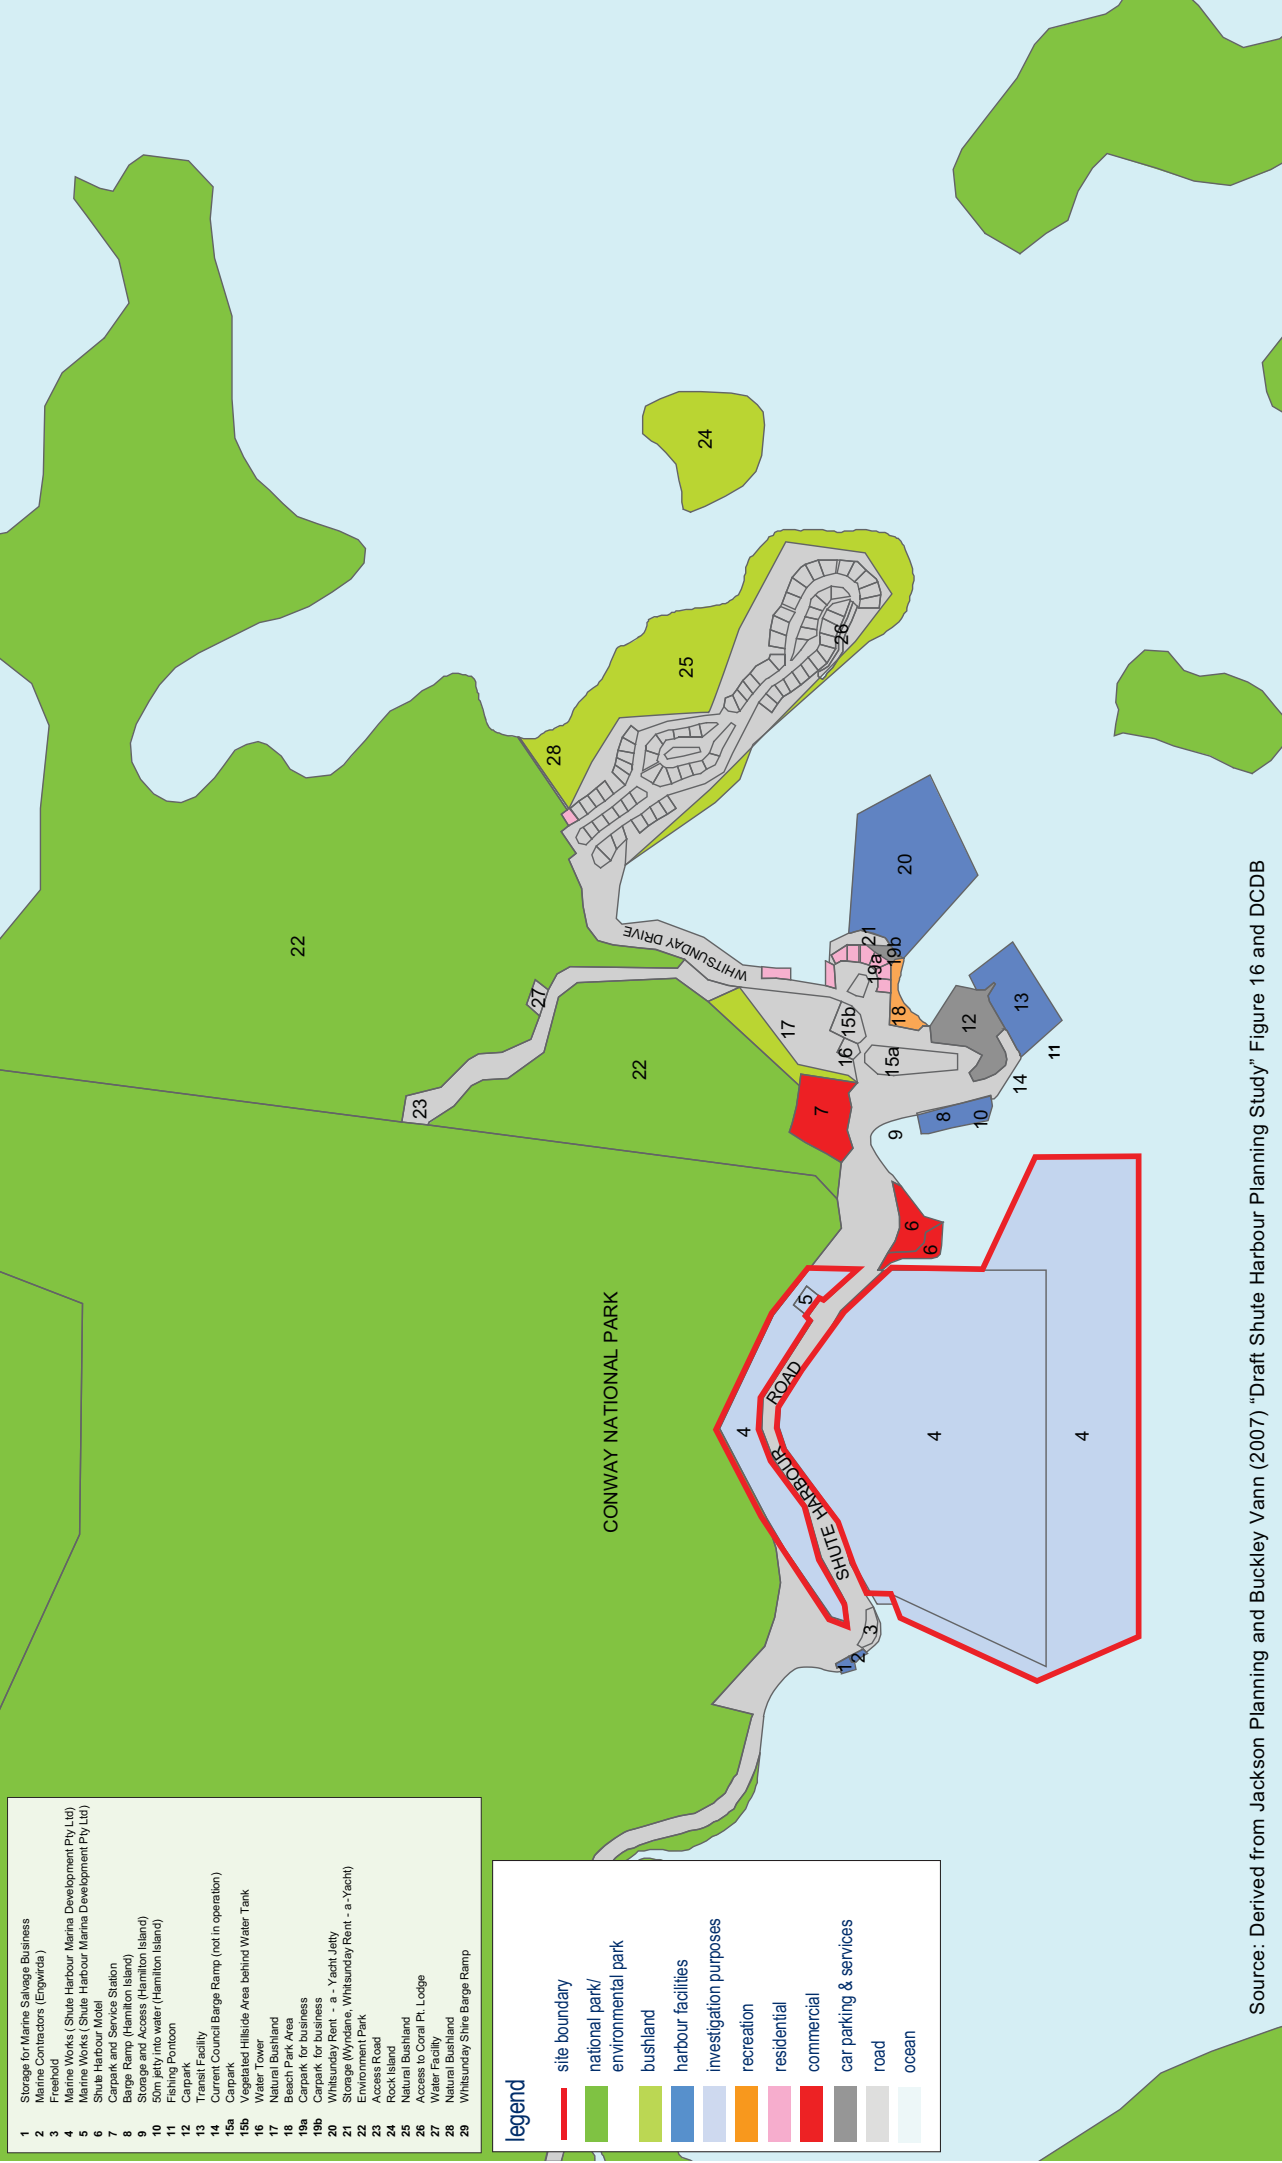 1 Storage for Marine Salvage Business
2 Marine Contractors (Engwirda)
3 Freehold
4 Marine Works ( Shute Harbour Marina Development Pty Ltd)
5 Marine Works ( Shute Harbour Marina Development Pty Ltd)
6 Shute Harbour Motel
7 Carpark and Service Station
8 Barge Ramp (Hamilton Island)
9 Storage and Access (Hamilton Island)
10 50m jetty into water (Hamilton Island)
11 Fishing Pontoon
12 Carpark
13 Transit Facility
14 Current Council Barge Ramp (not in operation)
15a Carpark
15b Vegetated Hillside Area behind Water Tank
16 Water Tower
17 Natural Bushland
18 Beach Park Area
19a Carpark for business
19b Carpark for business
20 Whitsunday Rent - a - Yacht Jetty
21 Storage (Wyndane, Whitsunday Rent - a -Yacht)
22 Environment Park
23 Access Road
24 Rock Island
25 Natural Bushland
26 Access to Coral Pt. Lodge
27 Water Facility
28 Natural Bushland
29 Whitsunday Shire Barge Ramp
legend
site boundary
national park/
environmental park
bushland
harbour facilities
investigation purposes
recreation
residential
commercial
car parking & services
road
ocean
CONWAY NATIONAL PARK
SHUTE HARBOUR ROAD
WHITSUNDAY DRIVE
22
22
23
27
28
25
24
26
20
21
19b
19a
18
17
15b
16
15a
12
13
11
14
10
8
9
7
6
6
5
4
4
4
3
2
1
Source: Derived from Jackson Planning and Buckley Vann (2007) "Draft Shute Harbour Planning Study" Figure 16 and DCDB